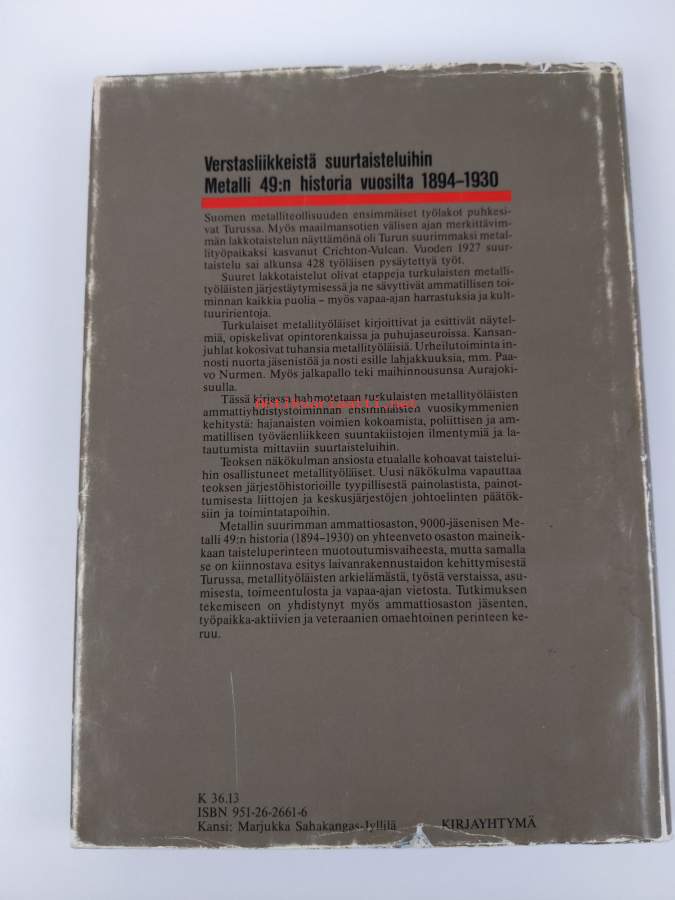 Verstasliikkeistä suurtaisteluihin
Metalli 49:n historia vuosilta 1894–1930
Suomen metalliteollisuuden ensimmäiset työlakot puhkesi-
vat Turussa. Myös maailmansotien välisen ajan merkittävim-
män lakkotaistelun näyttämönä oli Turun suurimmaksi metal-
lityöpaikaksi kasvanut Crichton-Vulcan. Vuoden 1927 suur-
taistelu sai alkunsa 428 työläisen pysäytettyä työt.
Suuret lakkotaistelut olivat etappeja turkulaisten metalli-
työläisten järjestäytymisessä ja ne sävyttivät ammatillisen toi-
minnan kaikkia puolia – myös vapaa-ajan harrastuksia ja kult-
tuuririentoja.
Turkulaiset metallityöläiset kirjoittivat ja esittivät näytel-
miä, opiskelivat opintorenkaissa ja puhujaseuroissa. Kansan-
juhlat kokosivat tuhansia metallityöläisiä. Urheilutoiminta in-
nosti nuorta jäsenistöä ja nosti esille lahjakkuuksia, mm. Paa-
vo Nurmen. Myös jalkapallo teki maihinnousunsa Aurajoki-
suulla.
Tässä kirjassa hahmotetaan turkulaisten metallityöläisten
ammattiyhdistystoiminnan ensimmäisten vuosikymmenien
kehitystä: hajanaisten voimien kokoamista, poliittisen ja am-
matillisen työväenliikkeen suuntakiistojen ilmentymiä ja la-
tautumista mittaviin suurtaisteluihin.
Teoksen näkökulman ansiosta etualalle kohoavat taistelui-
hin osallistuneet metallityöläiset. Uusi näkökulma vapauttaa
teoksen järjestöhistorioille tyypillisestä painolastista, painot-
tumisesta liittojen ja keskusjärjestöjen johtoelinten päätök-
siin ja toimintatapoihin.
Metallin suurimman ammattiosaston, 9000-jäsenisen Me-
talli 49:n historia (1894–1930) on yhteenveto osaston maineik-
kaan taisteluperinteen muotoutumisvaiheesta, mutta samalla
se on kiinnostava esitys laivanrakennustaidon kehittymisestä
Turussa, metallityöläisten arkielämästä, työstä verstaissa, asu-
misesta, toimeentulosta ja vapaa-ajan vietosta. Tutkimuksen
tekemiseen on yhdistynyt myös ammattiosaston jäsenten,
työpaikka-aktiivien ja veteraanien omaehtoinen perinteen ke-
ruu.
K 36.13
ISBN 951-26-2661-6
Kansi: Marjukka Sahakangas-Jyllilä
KIRJAYHTYMÄ